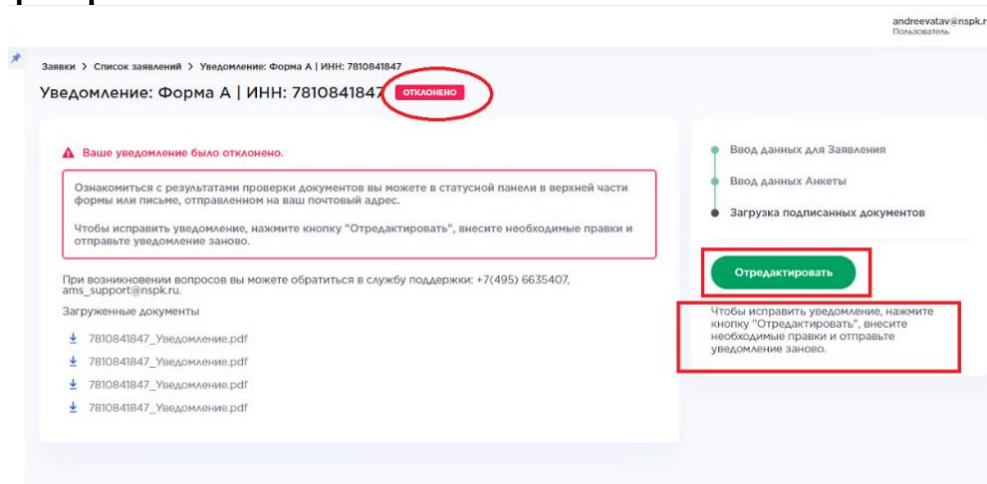 andreevatav@nspk.r
Пользователь
Заявки > Список заявлений > Уведомление: Форма А | ИНН: 7810841847
Уведомление: Форма А | ИНН: 7810841847 ОТКЛОНЕНО
Ваше уведомление было отклонено.
Ознакомиться с результатами проверки документов вы можете в статусной панели в верхней части
формы или письме, отправленном на ваш почтовый адрес.
Чтобы исправить уведомление, нажмите кнопку "Отредактировать", внесите необходимые правки и
отправьте уведомление заново.
При возникновении вопросов вы можете обратиться в службу поддержки: +7(495) 6635407,
ams_support@nspk.ru.
Загруженные документы
7810841847_Уведомление.pdf
7810841847_Уведомление.pdf
7810841847_Уведомление.pdf
7810841847_Уведомление.pdf
Ввод данных для Заявления
Ввод данных Анкеты
Загрузка подписанных документов
Отредактировать
Чтобы исправить уведомление, нажмите
кнопку "Отредактировать", внесите
необходимые правки и отправьте
уведомление заново.